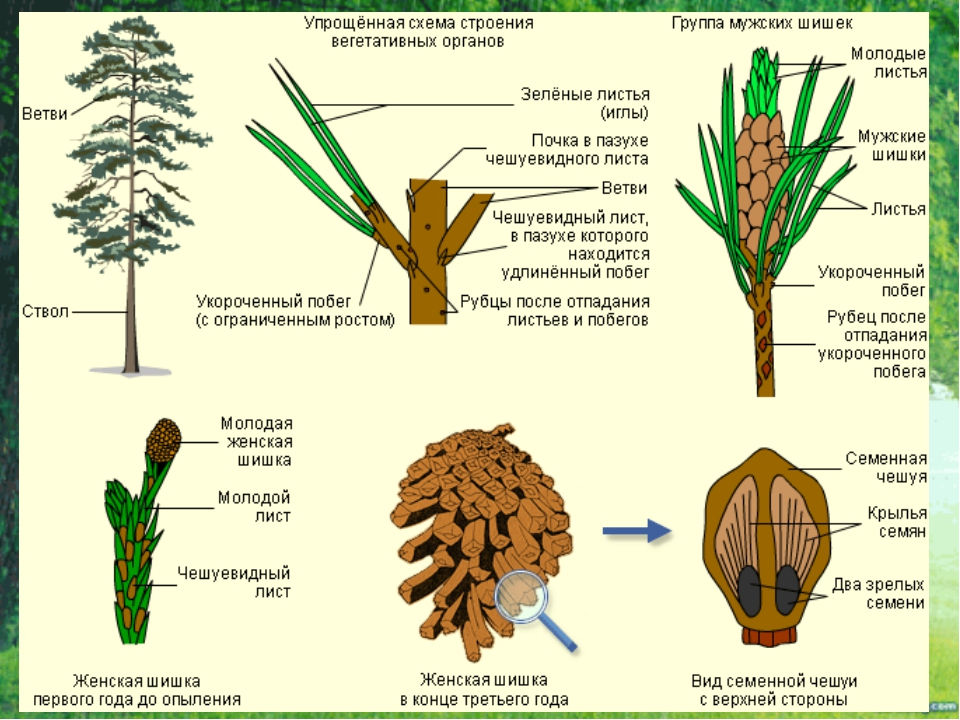 Упрощённая схема строения
вегетативных органов
Группа мужских шишек
Ветви
Ствол
Зелёные листья
(иглы)
Почка в пазухе
чешуевидного листа
Ветви
Чешуевидный лист,
в пазухе которого
находится
удлинённый побег
Укороченный побег
(с ограниченным ростом)
Рубцы после отпадания
листьев и побегов
Молодые
листья
Мужские
шишки
Листья
Укороченный
побег
Рубец после
отпадания
укороченного
побега
Молодая
женская
шишка
Молодой
лист
Чешуевидный
лист
Женская шишка
первого года до опыления
Женская шишка
в конце третьего года
Семенная
чешуя
Крылья
семян
Два зрелых
семени
Вид семенной чешуи
с верхней стороны